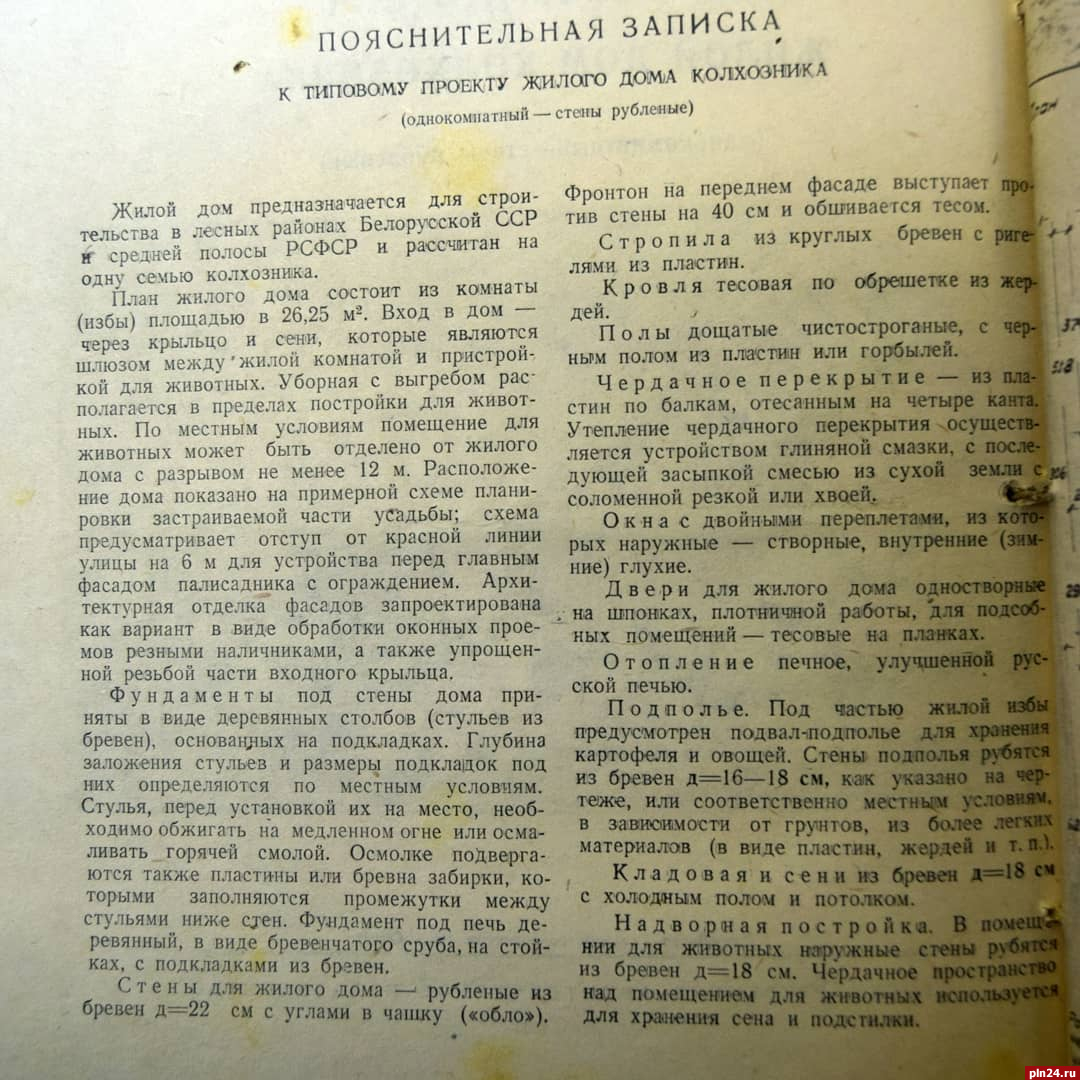 ПОЯСНИТЕЛЬНАЯ ЗАПИСКА
К ТИПОВОМУ ПРОЕКТУ ЖИЛОГО ДОМА КОЛХОЗНИКА
(однокомнатный — стены рубленые)
Жилой дом предназначается для строи-
тельства в лесных районах Белорусской ССР
и средней полосы РСФСР и рассчитан на
одну семью колхозника.
План жилого дома состоит из комнаты
(избы) площадью в 26,25 м². Вход в дом —
через крыльцо и сени, которые являются
шлюзом между жилой комнатой и пристрой-
кой для животных. Уборная с выгребом рас-
полагается в пределах постройки для живот-
ных. По местным условиям помещение для
животных может быть отделено от жилого
дома с разрывом не менее 12 м. Расположе-
ние дома показано на примерной схеме плани-
ровки застраиваемой части усадьбы; схема
предусматривает отступ от красной линии
улицы на 6 м для устройства перед главным
фасадом палисадника с ограждением. Архи-
тектурная отделка фасадов запроектирована
как вариант в виде обработки оконных прое-
мов резными наличниками, а также упрощен-
ной резьбой части входного крыльца.
Фундаменты под стены дома при-
няты в виде деревянных столбов (стульев из
бревен), основанных на подкладках. Глубина
заложения стульев и размеры подкладок под
них определяются по местным условиям.
Стулья, перед установкой их на место, необ-
ходимо обжигать на медленном огне или осма-
ливать горячей смолой. Осмолке подверга-
ются также пластины или бревна забирки, ко-
торыми заполняются промежутки между
стульями ниже стен. Фундамент под печь де-
ревянный, в виде бревенчатого сруба, на стой-
ках, с подкладками из бревен.
Стены для жилого дома — рубленые из
бревен д=22 см с углами в чашку («обло»).
Фронтон на переднем фасаде выступает про-
тив стены на 40 см и обшивается тесом.
Стропила из круглых бревен с риге-
лями из пластин.
Кровля тесовая по обрешетке из жер-
дей.
Полы дощатые чистостроганые, с чер-
ным полом из пластин или горбылей.
Чердачное перекрытие — из пла-
стин по балкам, отесанным на четыре канта.
Утепление чердачного перекрытия осуществ-
ляется устройством глиняной смазки, с после-
дующей засыпкой смесью из сухой земли с
соломенной резкой или хвоей.
Окна с двойными переплетами, из кото-
рых наружные — створные, внутренние (зим-
ние) глухие.
Двери для жилого дома одностворные
на шпонках, плотничной работы, для подсоб-
ных помещений — тесовые на планках.
Отопление печное, улучшенной рус-
ской печью.
Подполье. Под частью жилой избы
предусмотрен подвал-подполье для хранения
картофеля и овощей. Стены подполья рубятся
из бревен д=16—18 см, как указано на чер-
теже, или соответственно местным условиям,
в зависимости от грунтов, из более легких
материалов (в виде пластин, жердей и т. п.).
Кладовая и сени из бревен д=18 см
с холодным полом и потолком.
Надворная постройка. В помеще-
нии для животных наружные стены рубятся
из бревен д=18 см. Чердачное пространство
над помещением для животных используется
для хранения сена и подстилки.
pln24.ru